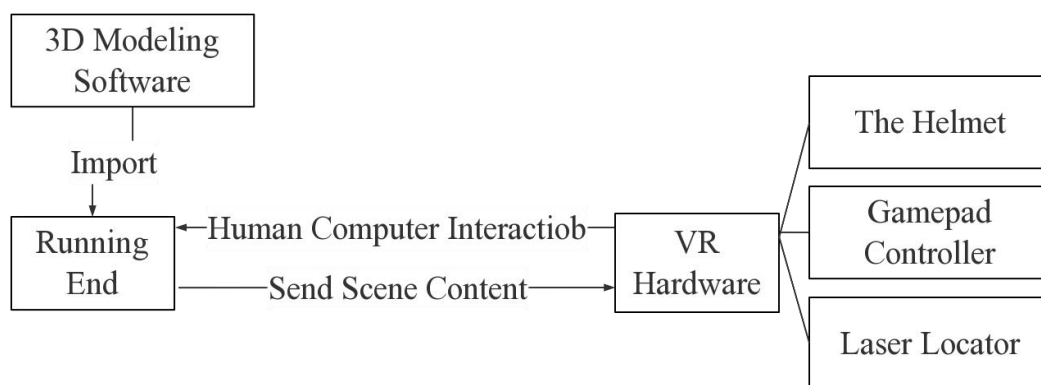 3D Modeling
Software
Import
Running
End
Human Computer Interactiob
Send Scene Content
VR
Hardware
The Helmet
Gamepad
Controller
Laser Locator